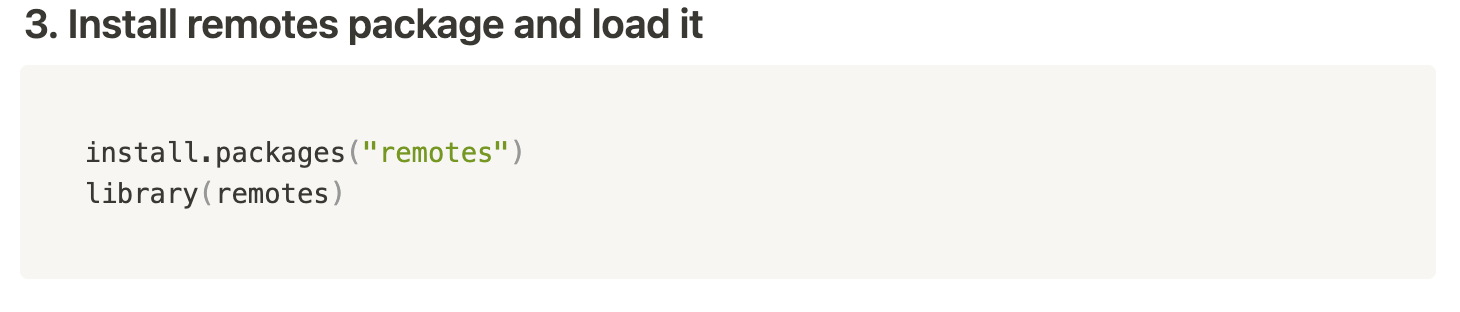 3. Install remotes package and load it
install.packages("remotes")
library(remotes)